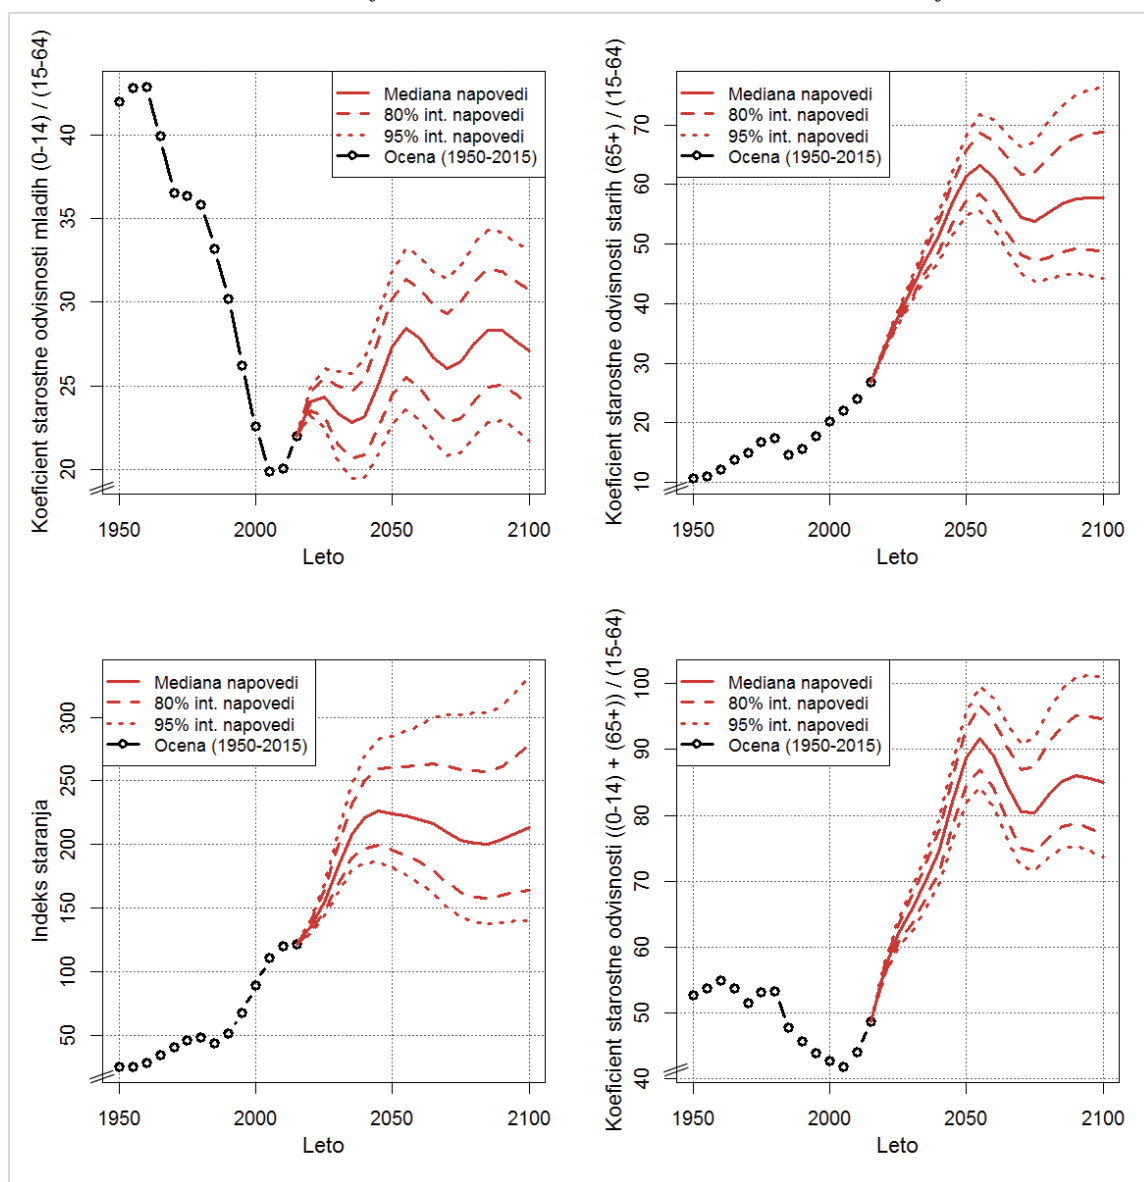 Koeficient starostne odvisnosti mladih (0-14) / (15-64)
40
35
30
25
20
Mediana napovedi
80% int. napovedi
95% int. napovedi
Ocena (1950-2015)
1950
2000
2050
2100
Leto
Koeficient starostne odvisnosti starih (65+) / (15-64)
70
60
50
40
30
20
10
Mediana napovedi
80% int. napovedi
95% int. napovedi
Ocena (1950-2015)
1950
2000
2050
2100
Leto
Indeks staranja
300
250
200
150
100
50
Mediana napovedi
80% int. napovedi
95% int. napovedi
Ocena (1950-2015)
1950
2000
2050
2100
Leto
Koeficient starostne odvisnosti ((0-14) + (65+)) / (15-64)
100
90
80
70
60
50
40
Mediana napovedi
80% int. napovedi
95% int. napovedi
Ocena (1950-2015)
1950
2000
2050
2100
Leto